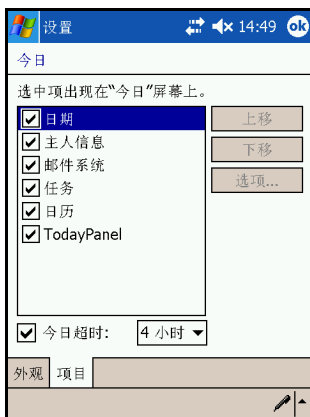 设置 14:49 ok
今日
选中项出现在“今日”屏幕上。
日期
主人信息
邮件系统
任务
日历
TodayPanel
上移
下移
选项...
今日超时: 4 小时
外观 项目